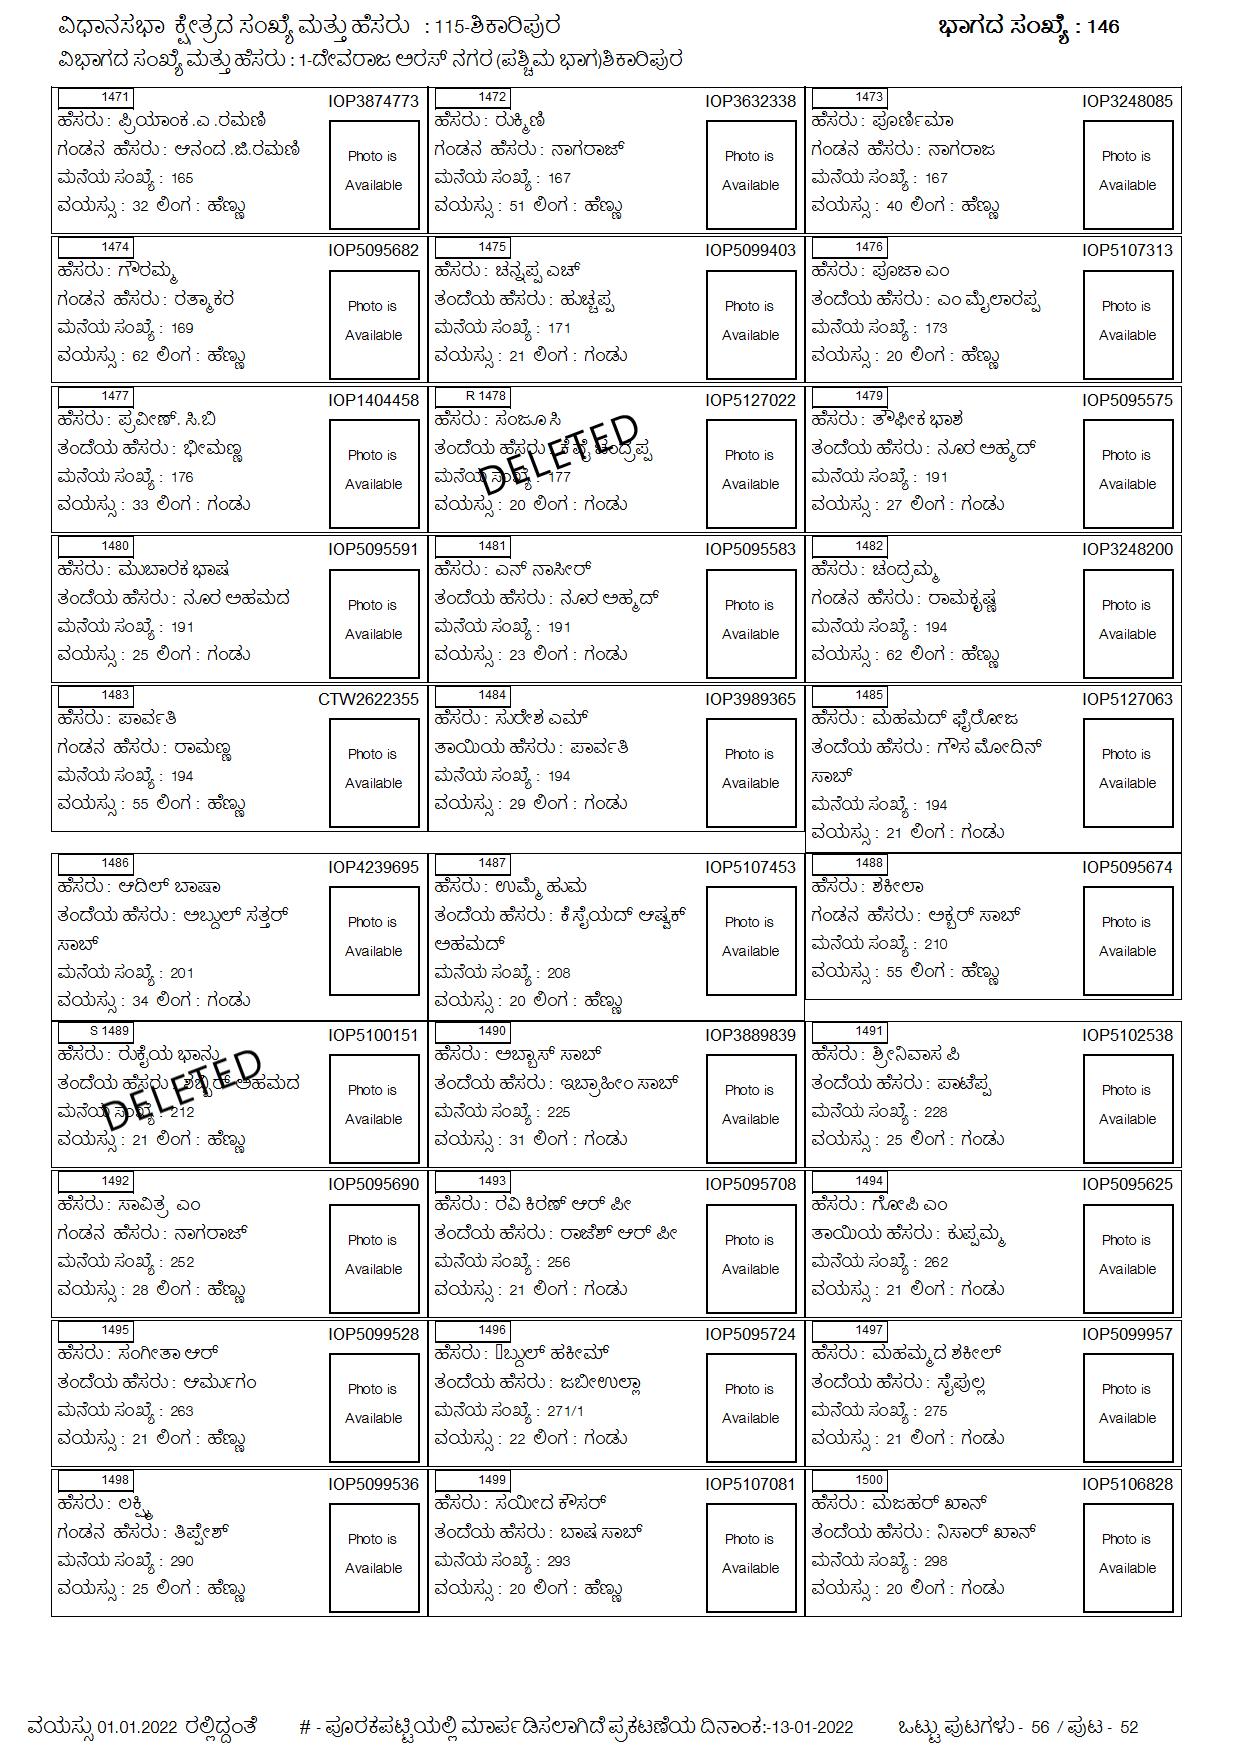 ವಿಧಾನಸಭಾ ಕ್ಷೇತ್ರದ ಸಂಖ್ಯೆ ಮತ್ತು ಹೆಸರು : 115-ಶಿಕಾರಿಪುರ ಭಾಗದ ಸಂಖ್ಯೆ : 146
ವಿಭಾಗದ ಸಂಖ್ಯೆ ಮತ್ತು ಹೆಸರು : 1-ದೇವರಾಜ ಅರಸ್ ನಗರ (ಪಶ್ಚಿಮ ಭಾಗ)ಶಿಕಾರಿಪುರ
1471 IOP3874773
ಹೆಸರು : ಪ್ರಿಯಾಂಕ .ಎ .ರಮಣಿ
ಗಂಡನ ಹೆಸರು : ಆನಂದ .ಜಿ.ರಮಣಿ
ಮನೆಯ ಸಂಖ್ಯೆ : 165
ವಯಸ್ಸು : 32 ಲಿಂಗ : ಹೆಣ್ಣು
Photo is
Available
1472 IOP3632338
ಹೆಸರು : ರುಕ್ಮಿಣಿ
ಗಂಡನ ಹೆಸರು : ನಾಗರಾಜ್
ಮನೆಯ ಸಂಖ್ಯೆ : 167
ವಯಸ್ಸು : 51 ಲಿಂಗ : ಹೆಣ್ಣು
Photo is
Available
1473 IOP3248085
ಹೆಸರು : ಪೂರ್ಣಿಮಾ
ಗಂಡನ ಹೆಸರು : ನಾಗರಾಜ
ಮನೆಯ ಸಂಖ್ಯೆ : 167
ವಯಸ್ಸು : 40 ಲಿಂಗ : ಹೆಣ್ಣು
Photo is
Available
1474 IOP5095682
ಹೆಸರು : ಗೌರಮ್ಮ
ಗಂಡನ ಹೆಸರು : ರತ್ನಾಕರ
ಮನೆಯ ಸಂಖ್ಯೆ : 169
ವಯಸ್ಸು : 62 ಲಿಂಗ : ಹೆಣ್ಣು
Photo is
Available
1475 IOP5099403
ಹೆಸರು : ಚನ್ನಪ್ಪ ಎಚ್
ತಂದೆಯ ಹೆಸರು : ಹುಚ್ಚಪ್ಪ
ಮನೆಯ ಸಂಖ್ಯೆ : 171
ವಯಸ್ಸು : 21 ಲಿಂಗ : ಗಂಡು
Photo is
Available
1476 IOP5107313
ಹೆಸರು : ಪೂಜಾ ಎಂ
ತಂದೆಯ ಹೆಸರು : ಎಂ ಮೈಲಾರಪ್ಪ
ಮನೆಯ ಸಂಖ್ಯೆ : 173
ವಯಸ್ಸು : 20 ಲಿಂಗ : ಹೆಣ್ಣು
Photo is
Available
1477 IOP1404458
ಹೆಸರು : ಪ್ರವೀಣ್. ಸಿ.ಬಿ
ತಂದೆಯ ಹೆಸರು : ಭೀಮಣ್ಣ
ಮನೆಯ ಸಂಖ್ಯೆ : 176
ವಯಸ್ಸು : 33 ಲಿಂಗ : ಗಂಡು
Photo is
Available
R 1478 IOP5127022
ಹೆಸರು : ಸಂಜೂ ಸಿ
ತಂದೆಯ ಹೆಸರು : ಚಂದ್ರಪ್ಪ
ಮನೆಯ ಸಂಖ್ಯೆ : 177
ವಯಸ್ಸು : 20 ಲಿಂಗ : ಗಂಡು
DELETED
Photo is
Available
1479 IOP5095575
ಹೆಸರು : ತೌಫೀಕ ಭಾಶ
ತಂದೆಯ ಹೆಸರು : ನೂರ ಅಹ್ಮದ್
ಮನೆಯ ಸಂಖ್ಯೆ : 191
ವಯಸ್ಸು : 27 ಲಿಂಗ : ಗಂಡು
Photo is
Available
1480 IOP5095591
ಹೆಸರು : ಮುಬಾರಕ ಭಾಷ
ತಂದೆಯ ಹೆಸರು : ನೂರ ಅಹಮದ
ಮನೆಯ ಸಂಖ್ಯೆ : 191
ವಯಸ್ಸು : 25 ಲಿಂಗ : ಗಂಡು
Photo is
Available
1481 IOP5095583
ಹೆಸರು : ಎನ್ ನಾಸೀರ್
ತಂದೆಯ ಹೆಸರು : ನೂರ ಅಹ್ಮದ್
ಮನೆಯ ಸಂಖ್ಯೆ : 191
ವಯಸ್ಸು : 23 ಲಿಂಗ : ಗಂಡು
Photo is
Available
1482 IOP3248200
ಹೆಸರು : ಚಂದ್ರಮ್ಮ
ಗಂಡನ ಹೆಸರು : ರಾಮಕೃಷ್ಣ
ಮನೆಯ ಸಂಖ್ಯೆ : 194
ವಯಸ್ಸು : 62 ಲಿಂಗ : ಹೆಣ್ಣು
Photo is
Available
1483 CTW2622355
ಹೆಸರು : ಪಾರ್ವತಿ
ಗಂಡನ ಹೆಸರು : ರಾಮಣ್ಣ
ಮನೆಯ ಸಂಖ್ಯೆ : 194
ವಯಸ್ಸು : 55 ಲಿಂಗ : ಹೆಣ್ಣು
Photo is
Available
1484 IOP3989365
ಹೆಸರು : ಸುರೇಶ ಎಮ್
ತಾಯಿಯ ಹೆಸರು : ಪಾರ್ವತಿ
ಮನೆಯ ಸಂಖ್ಯೆ : 194
ವಯಸ್ಸು : 29 ಲಿಂಗ : ಗಂಡು
Photo is
Available
1485 IOP5127063
ಹೆಸರು : ಮಹಮದ್ ಫೈರೋಜ
ತಂದೆಯ ಹೆಸರು : ಗೌಸ ಮೋದಿನ್
ಸಾಬ್
ಮನೆಯ ಸಂಖ್ಯೆ : 194
ವಯಸ್ಸು : 21 ಲಿಂಗ : ಗಂಡು
Photo is
Available
1486 IOP4239695
ಹೆಸರು : ಆದಿಲ್ ಬಾಷಾ
ತಂದೆಯ ಹೆಸರು : ಅಬ್ದುಲ್ ಸತ್ತರ್
ಸಾಬ್
ಮನೆಯ ಸಂಖ್ಯೆ : 201
ವಯಸ್ಸು : 34 ಲಿಂಗ : ಗಂಡು
Photo is
Available
1487 IOP5107453
ಹೆಸರು : ಉಮ್ಮೆ ಹುಮ
ತಂದೆಯ ಹೆಸರು : ಕೆ ಸೈಯದ್ ಆಷ್ವಕ್
ಅಹಮದ್
ಮನೆಯ ಸಂಖ್ಯೆ : 208
ವಯಸ್ಸು : 20 ಲಿಂಗ : ಹೆಣ್ಣು
Photo is
Available
1488 IOP5095674
ಹೆಸರು : ಶಕೀಲಾ
ಗಂಡನ ಹೆಸರು : ಅಕ್ಬರ್ ಸಾಬ್
ಮನೆಯ ಸಂಖ್ಯೆ : 210
ವಯಸ್ಸು : 55 ಲಿಂಗ : ಹೆಣ್ಣು
Photo is
Available
S 1489 IOP5100151
ಹೆಸರು : ರುಕೈಯ ಭಾನು
ತಂದೆಯ ಹೆಸರು : ಶಬ್ಬಿರ್ ಅಹಮದ
ಮನೆಯ ಸಂಖ್ಯೆ : 212
ವಯಸ್ಸು : 21 ಲಿಂಗ : ಹೆಣ್ಣು
DELETED
Photo is
Available
1490 IOP3889839
ಹೆಸರು : ಅಬ್ಬಾಸ್ ಸಾಬ್
ತಂದೆಯ ಹೆಸರು : ಇಬ್ರಾಹೀಂ ಸಾಬ್
ಮನೆಯ ಸಂಖ್ಯೆ : 225
ವಯಸ್ಸು : 31 ಲಿಂಗ : ಗಂಡು
Photo is
Available
1491 IOP5102538
ಹೆಸರು : ಶ್ರೀನಿವಾಸ ಪಿ
ತಂದೆಯ ಹೆಸರು : ಪಾಟೆಪ್ಪ
ಮನೆಯ ಸಂಖ್ಯೆ : 228
ವಯಸ್ಸು : 25 ಲಿಂಗ : ಗಂಡು
Photo is
Available
1492 IOP5095690
ಹೆಸರು : ಸಾವಿತ್ರ ಎಂ
ಗಂಡನ ಹೆಸರು : ನಾಗರಾಜ್
ಮನೆಯ ಸಂಖ್ಯೆ : 252
ವಯಸ್ಸು : 28 ಲಿಂಗ : ಹೆಣ್ಣು
Photo is
Available
1493 IOP5095708
ಹೆಸರು : ರವಿ ಕಿರಣ್ ಆರ್ ಪೀ
ತಂದೆಯ ಹೆಸರು : ರಾಜೆಶ್ ಆರ್ ಪೀ
ಮನೆಯ ಸಂಖ್ಯೆ : 256
ವಯಸ್ಸು : 21 ಲಿಂಗ : ಗಂಡು
Photo is
Available
1494 IOP5095625
ಹೆಸರು : ಗೋಪಿ ಎಂ
ತಾಯಿಯ ಹೆಸರು : ಕುಪ್ಪಮ್ಮ
ಮನೆಯ ಸಂಖ್ಯೆ : 262
ವಯಸ್ಸು : 21 ಲಿಂಗ : ಗಂಡು
Photo is
Available
1495 IOP5099528
ಹೆಸರು : ಸಂಗೀತಾ ಆರ್
ತಂದೆಯ ಹೆಸರು : ಆರ್ಮುಗಂ
ಮನೆಯ ಸಂಖ್ಯೆ : 263
ವಯಸ್ಸು : 21 ಲಿಂಗ : ಹೆಣ್ಣು
Photo is
Available
1496 IOP5095724
ಹೆಸರು : ಬ್ದುಲ್ ಹಕೀಮ್
ತಂದೆಯ ಹೆಸರು : ಜಬೀಉಲ್ಲಾ
ಮನೆಯ ಸಂಖ್ಯೆ : 271/1
ವಯಸ್ಸು : 22 ಲಿಂಗ : ಗಂಡು
Photo is
Available
1497 IOP5099957
ಹೆಸರು : ಮಹಮ್ಮದ ಶಕೀಲ್
ತಂದೆಯ ಹೆಸರು : ಸೈಪುಲ್ಲ
ಮನೆಯ ಸಂಖ್ಯೆ : 275
ವಯಸ್ಸು : 21 ಲಿಂಗ : ಗಂಡು
Photo is
Available
1498 IOP5099536
ಹೆಸರು : ಲಕ್ಷ್ಮಿ
ಗಂಡನ ಹೆಸರು : ತಿಪ್ಪೇಶ್
ಮನೆಯ ಸಂಖ್ಯೆ : 290
ವಯಸ್ಸು : 25 ಲಿಂಗ : ಹೆಣ್ಣು
Photo is
Available
1499 IOP5107081
ಹೆಸರು : ಸಯೀದ ಕೌಸರ್
ತಂದೆಯ ಹೆಸರು : ಬಾಷ ಸಾಬ್
ಮನೆಯ ಸಂಖ್ಯೆ : 293
ವಯಸ್ಸು : 20 ಲಿಂಗ : ಹೆಣ್ಣು
Photo is
Available
1500 IOP5106828
ಹೆಸರು : ಮಜಹರ್ ಖಾನ್
ತಂದೆಯ ಹೆಸರು : ನಿಸಾರ್ ಖಾನ್
ಮನೆಯ ಸಂಖ್ಯೆ : 298
ವಯಸ್ಸು : 20 ಲಿಂಗ : ಗಂಡು
Photo is
Available
ವಯಸ್ಸು 01.01.2022 ರಲ್ಲಿದ್ದಂತೆ # - ಪೂರಕಪಟ್ಟಿಯಲ್ಲಿ ಮಾರ್ಪಡಿಸಲಾಗಿದೆ ಪ್ರಕಟಣೆಯ ದಿನಾಂಕ:-13-01-2022 ಒಟ್ಟು ಪುಟಗಳು - 56 / ಪುಟ - 52